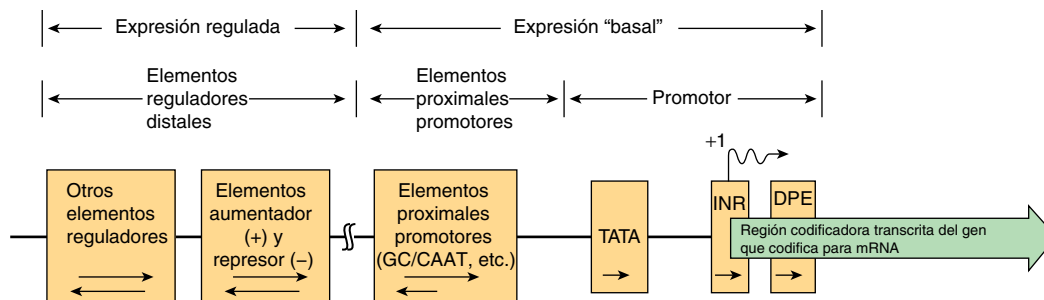 Expresión regulada
Expresión “basal”
Elementos
reguladores
distales
Elementos
proximales
promotores
Promotor
+1
Otros
elementos
reguladores
Elementos
aumentador
(+) y
represor (−)
Elementos
proximales
promotores
(GC/CAAT, etc.)
TATA
INR
DPE
Región codificadora transcrita del gen
que codifica para mRNA